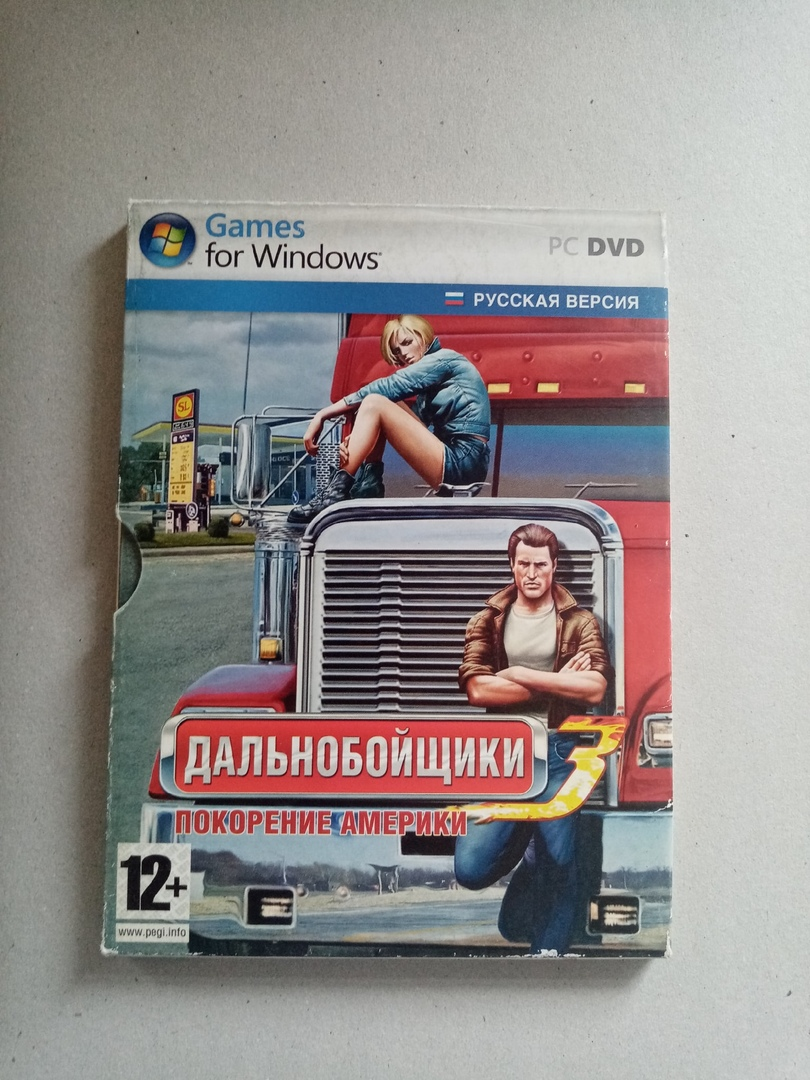 Games
for Windows
PC DVD
РУССКАЯ ВЕРСИЯ
SL
ДАЛЬНОБОЙЩИКИ 3
ПОКОРЕНИЕ АМЕРИКИ
12+
www.pegi.info